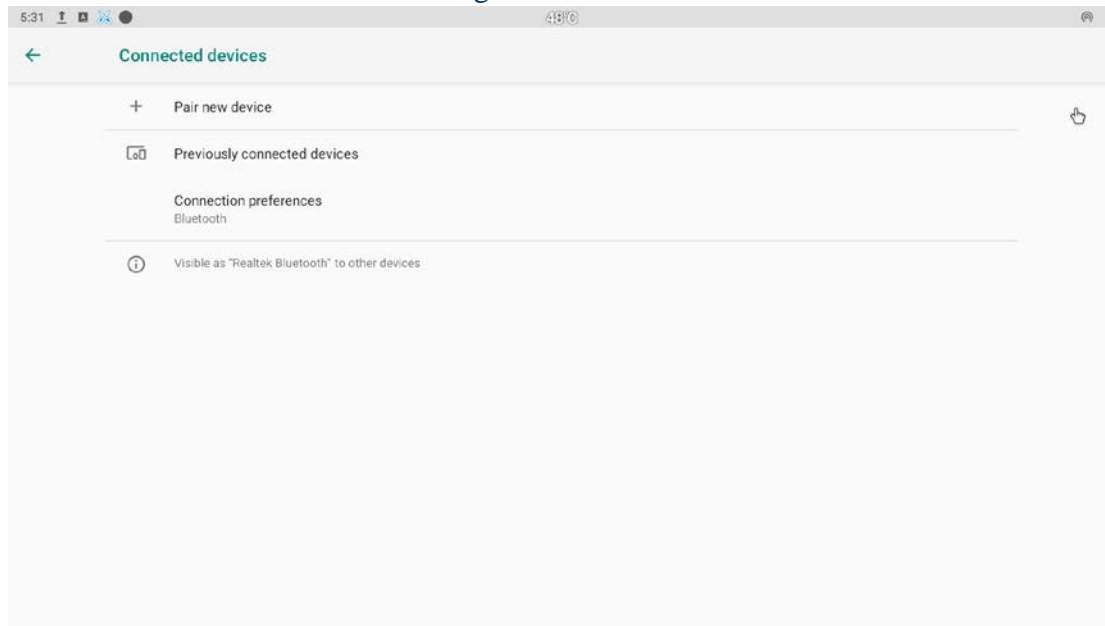 5:31
48°C
Connected devices
Pair new device
Previously connected devices
Connection preferences
Bluetooth
Visible as "Realtek Bluetooth" to other devices